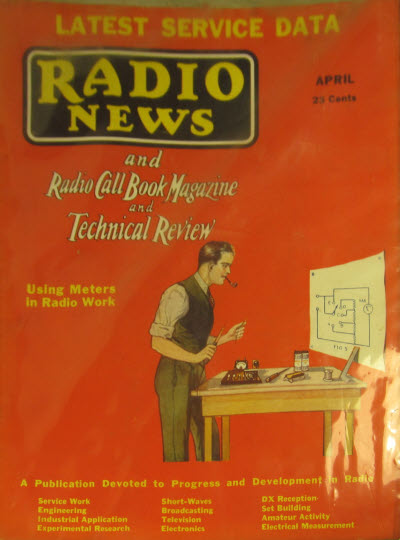 LATEST SERVICE DATA
RADIO
NEWS
APRIL
25 Cents
and
Radio Call Book Magazine
and
Technical Review
Using Meters
in Radio Work
A Publication Devoted to Progress and Development in Radio
Service Work
Engineering
Industrial Application
Experimental Research
Short-Waves
Broadcasting
Television
Electronics
DX Reception
Set Building
Amateur Activity
Electrical Measurement